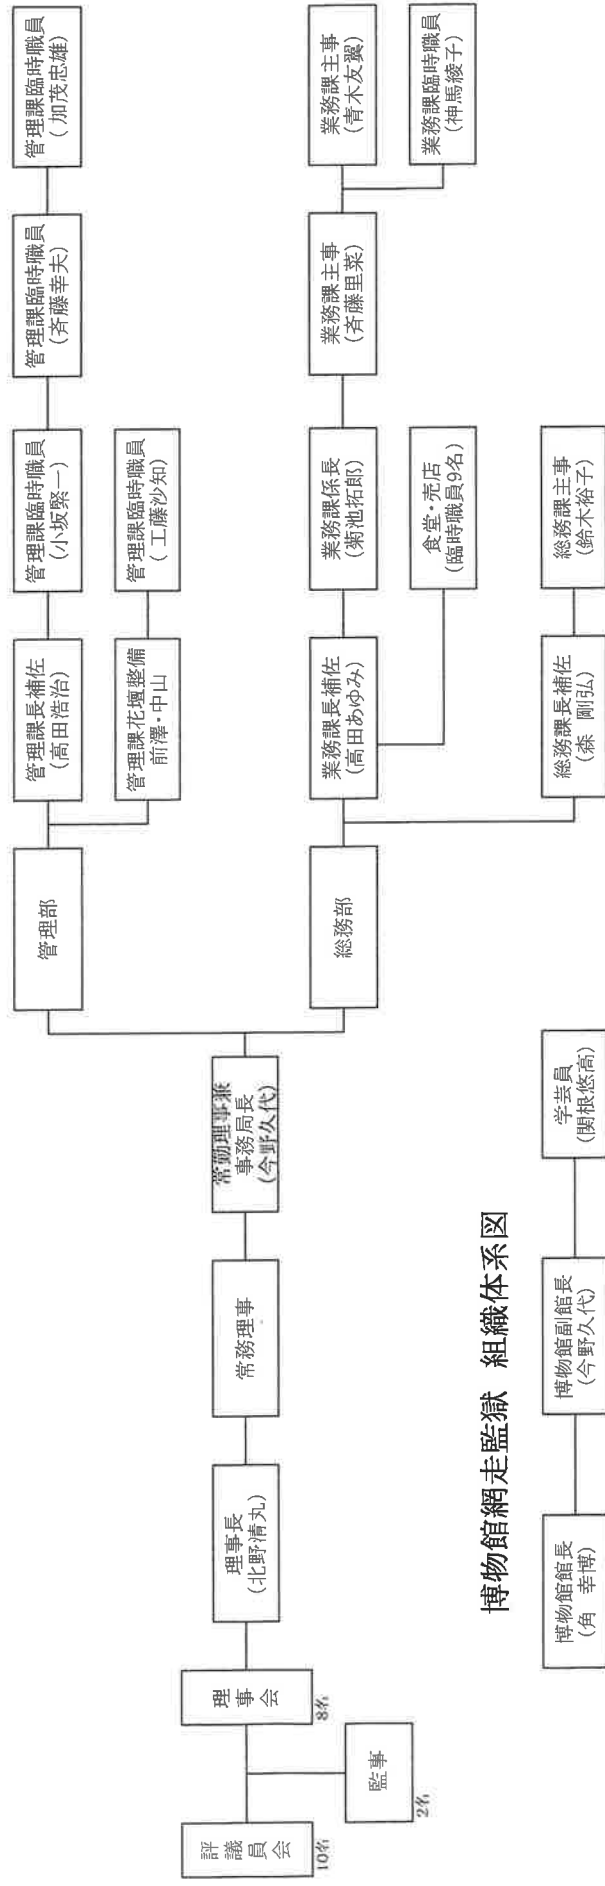 評議員会
10名
監事
2名
理事会
8名
理事長
(北野清丸)
常務理事
常勤理事兼
事務局長
(今野久代)
管理部
管理課長補佐
(高田浩治)
管理課臨時職員
(小坂堅一)
管理課臨時職員
(斉藤幸夫)
管理課臨時職員
(加茂忠雄)
管理課花壇整備
前澤・中山
管理課臨時職員
(工藤沙知)
総務部
業務課長補佐
(高田あゆみ)
業務課係長
(菊池拓郎)
業務課主事
(斉藤里菜)
業務課主事
(青木友翼)
業務課臨時職員
(神馬綾子)
食堂・売店
(臨時職員9名)
総務課長補佐
(森 剛弘)
総務課主事
(鈴木裕子)
博物館網走監獄 組織体系図
博物館館長
(角 幸博)
博物館副館長
(今野久代)
学芸員
(関根悠高)